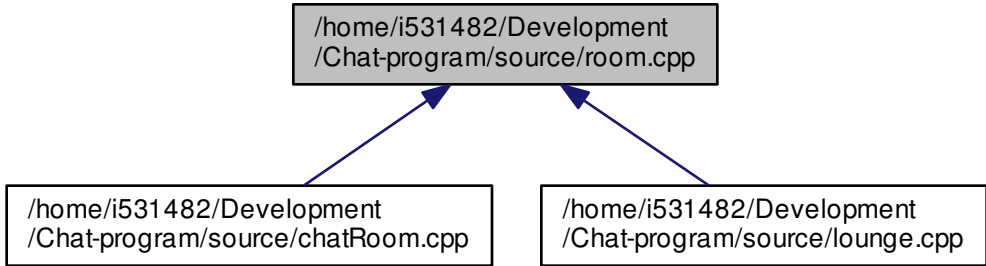 /home/i531482/Development
/Chat-program/source/room.cpp
/home/i531482/Development
/Chat-program/source/chatRoom.cpp
/home/i531482/Development
/Chat-program/source/lounge.cpp